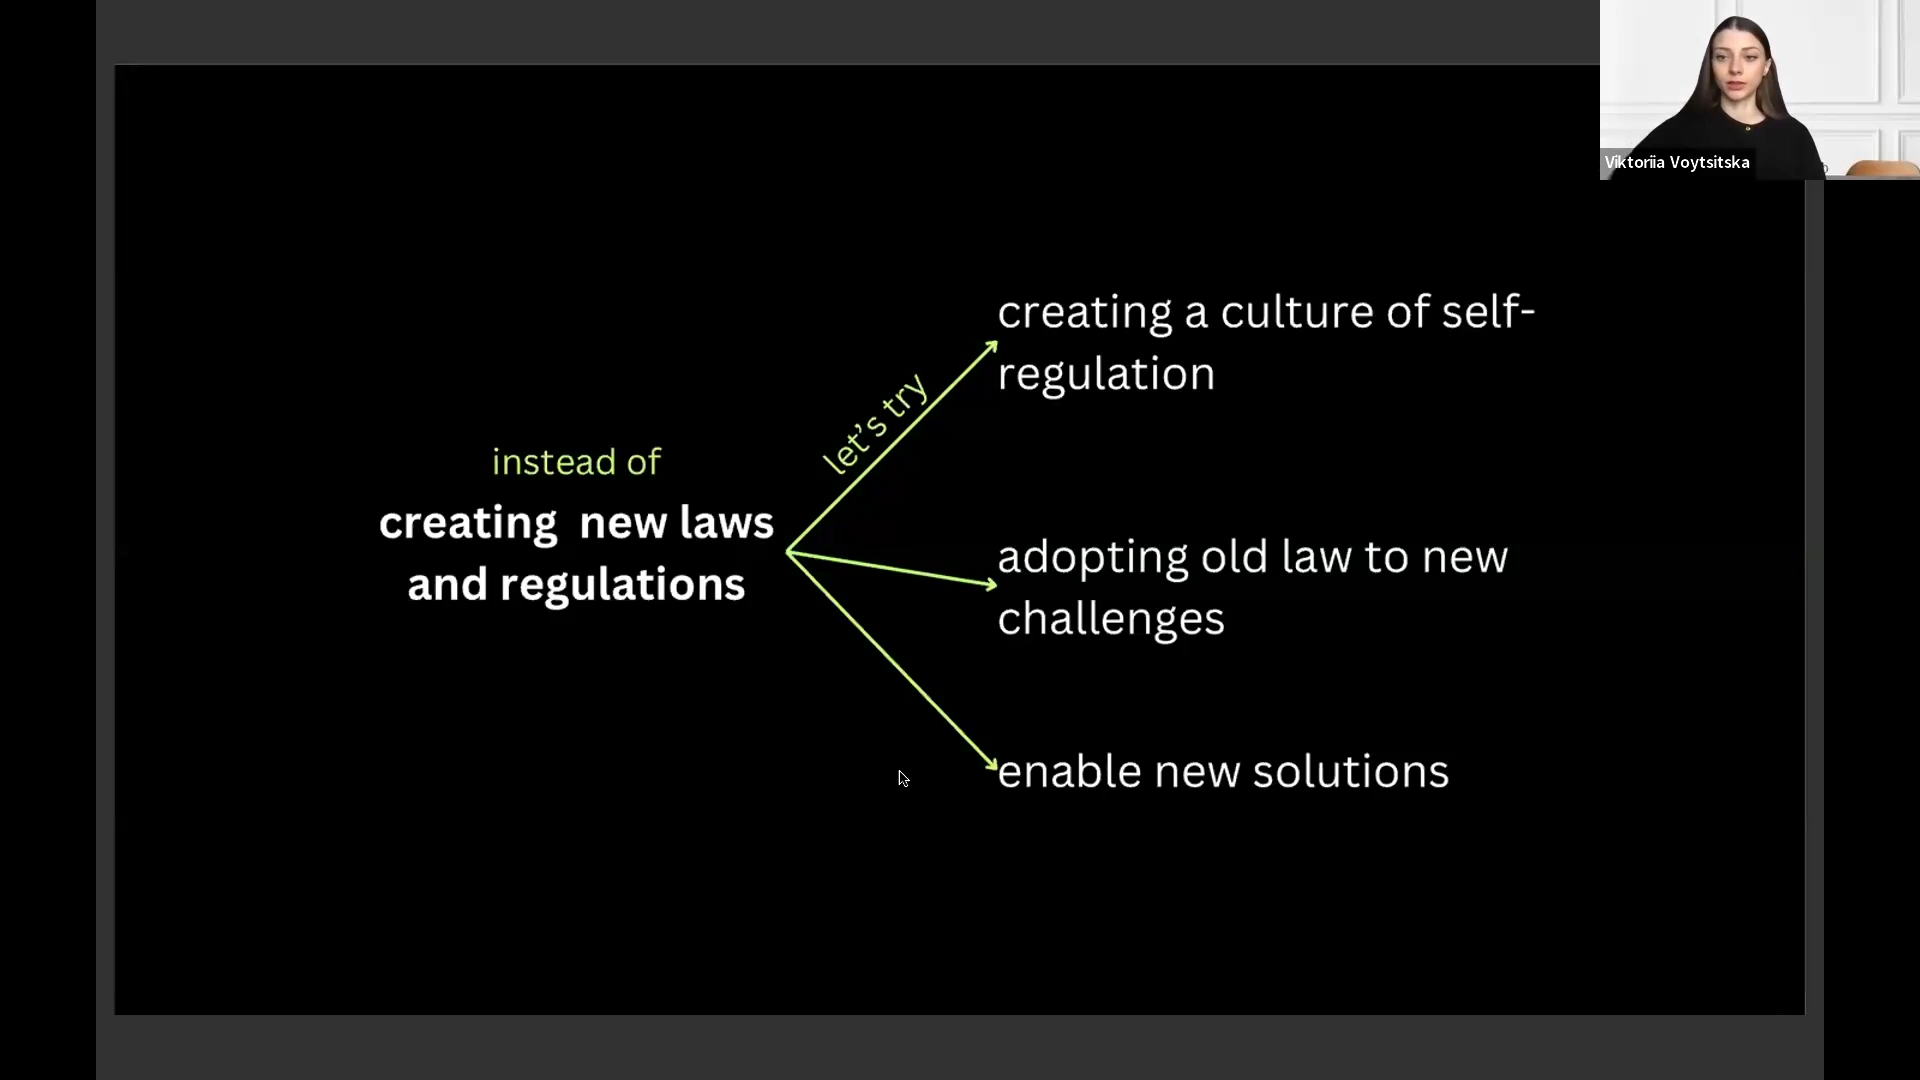 Viktoriia Voytsitska
instead of
creating new laws
and regulations
let's try
creating a culture of self-
regulation
adopting old law to new
challenges
enable new solutions